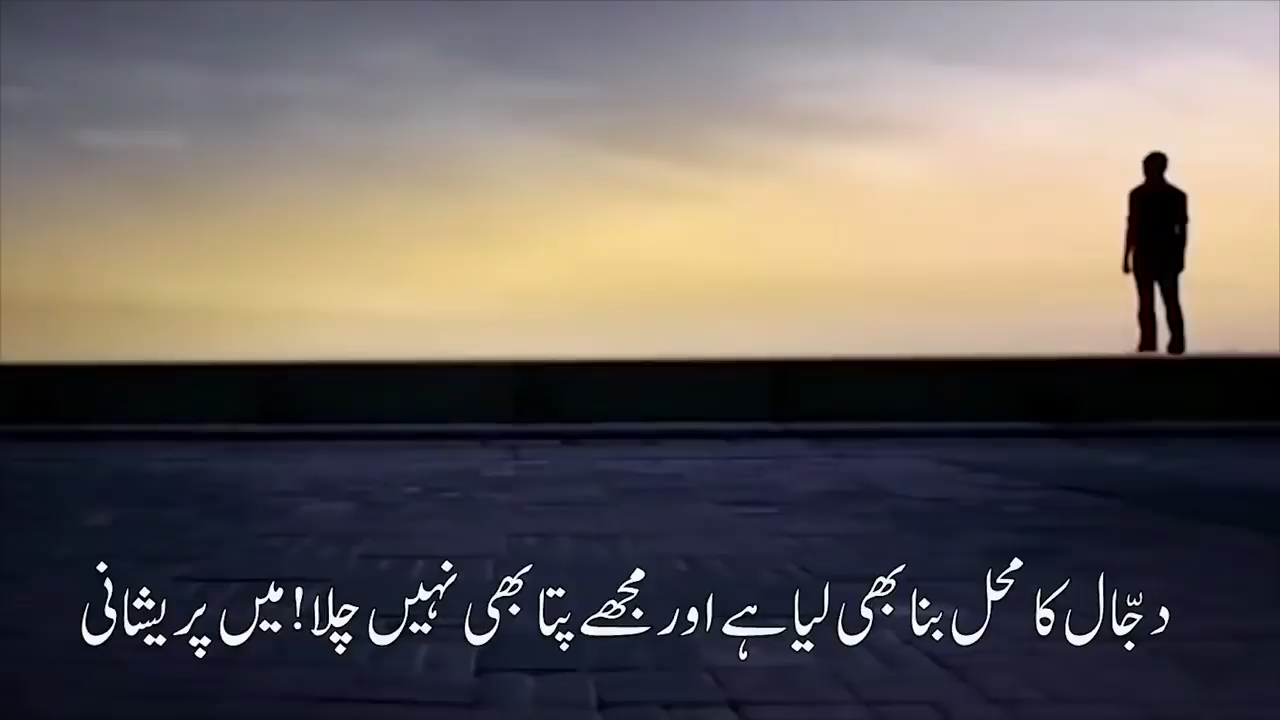 دجّال کا محل بنا بھی لیا ہے اور مجھے پتا بھی نہیں چلا! میں پریشانی